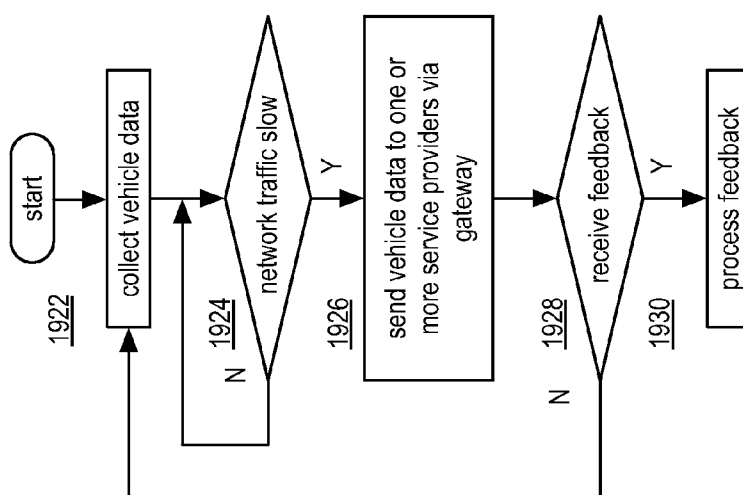 start
1922
collect vehicle data
1924
network traffic slow
N
Y
1926
send vehicle data to one or
more service providers via
gateway
1928
receive feedback
N
Y
1930
process feedback